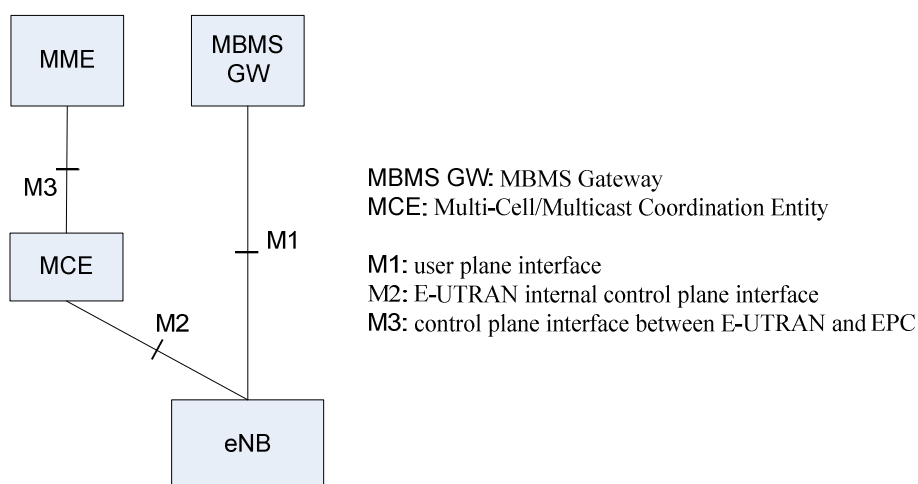 MME
MBMS
GW
M3
MCE
M1
M2
eNB
MBMS GW: MBMS Gateway
MCE: Multi-Cell/Multicast Coordination Entity
M1: user plane interface
M2: E-UTRAN internal control plane interface
M3: control plane interface between E-UTRAN and EPC